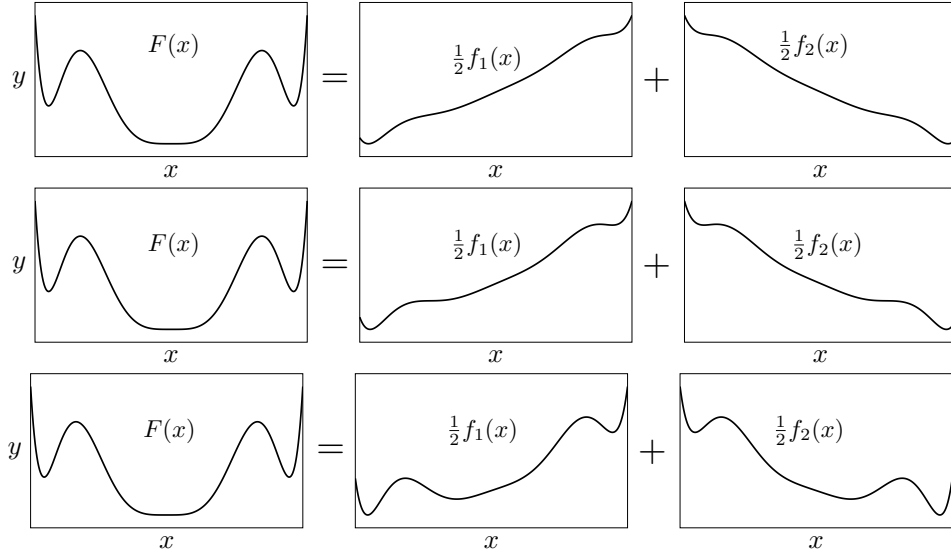 y F(x) = ½f₁(x) + ½f₂(x)
x x x
y F(x) = ½f₁(x) + ½f₂(x)
x x x
y F(x) = ½f₁(x) + ½f₂(x)
x x x